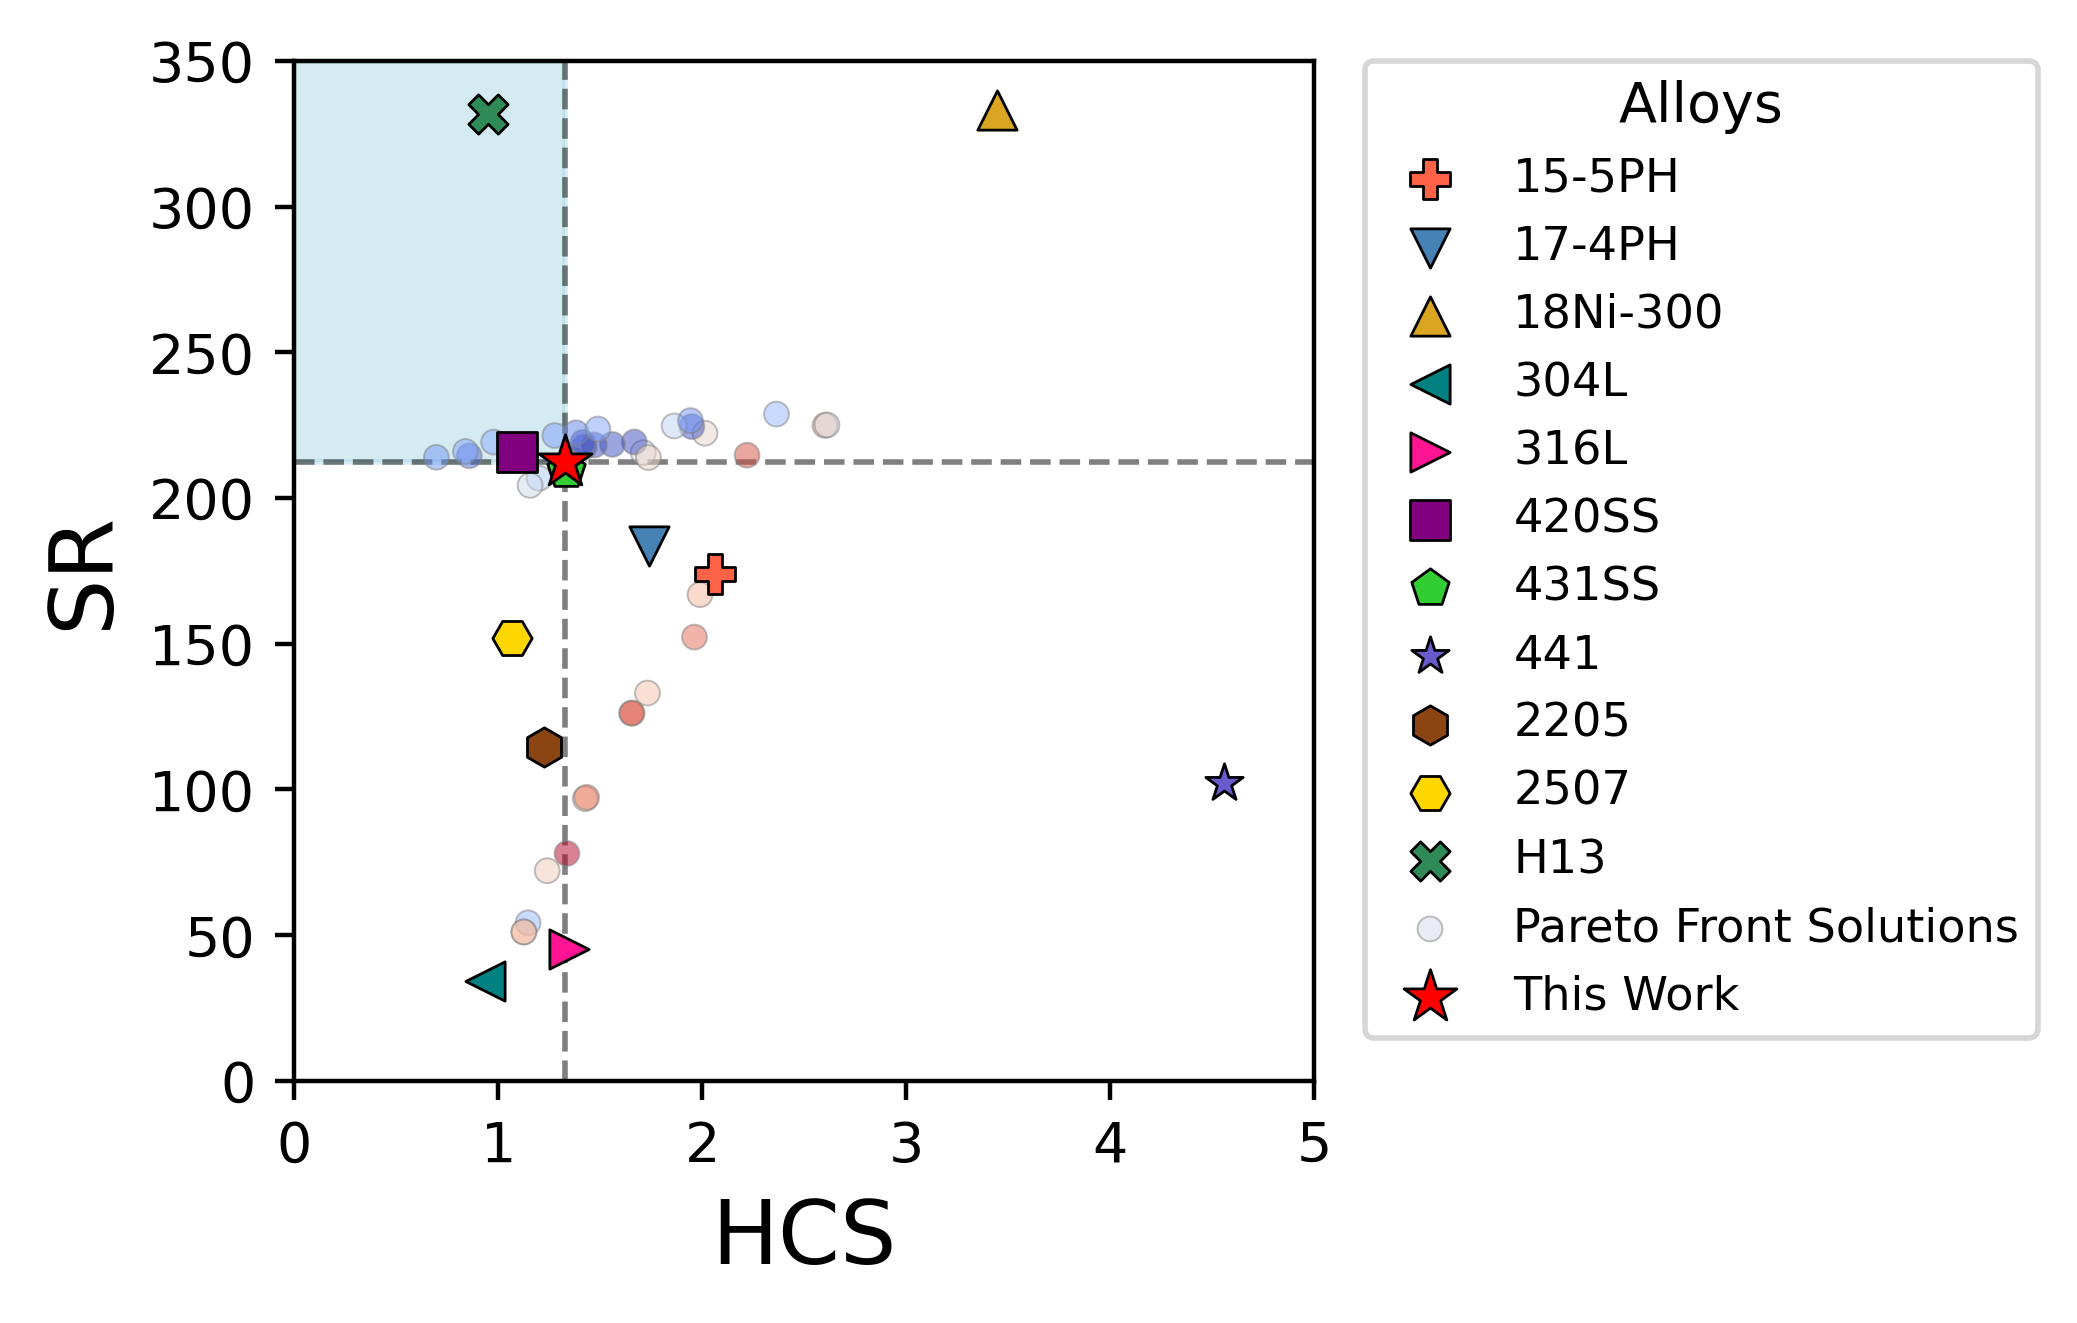 350
300
250
200
150
100
50
0
SR
0 1 2 3 4 5
HCS
Alloys
15-5PH
17-4PH
18Ni-300
304L
316L
420SS
431SS
441
2205
2507
H13
Pareto Front Solutions
This Work